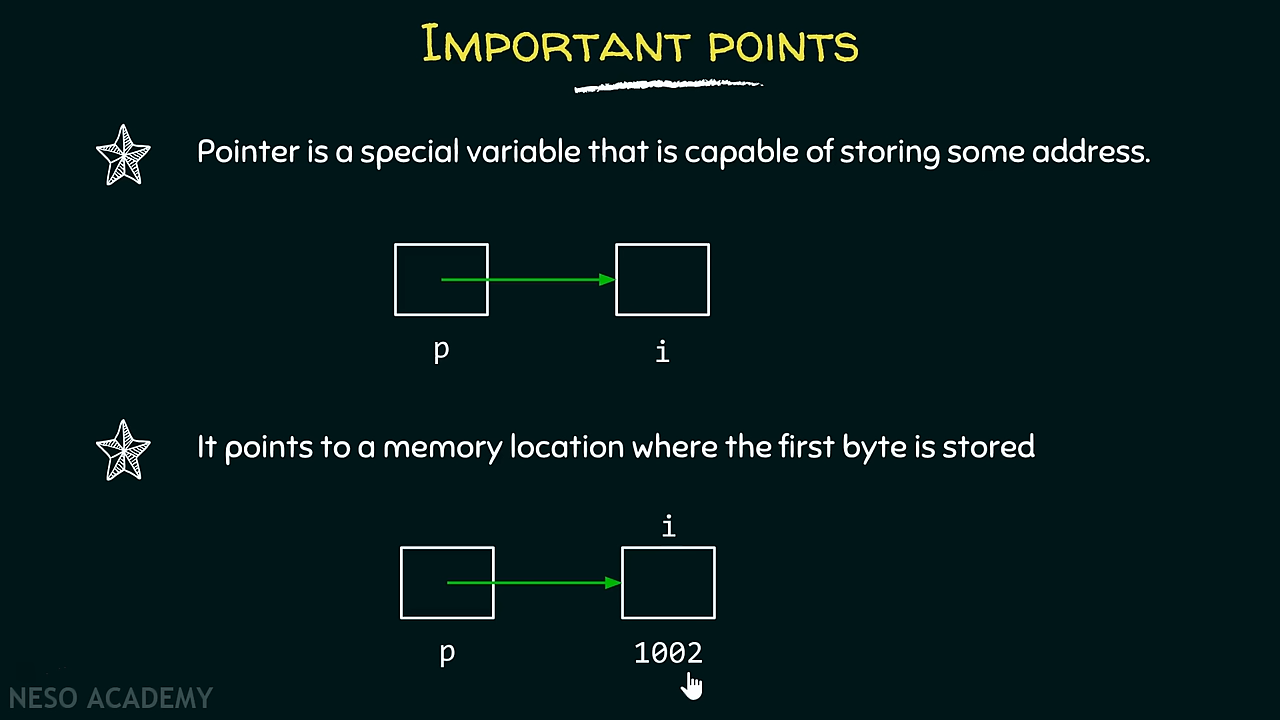 IMPORTANT POINTS
Pointer is a special variable that is capable of storing some address.
p
i
It points to a memory location where the first byte is stored
i
p
1002
NESO ACADEMY